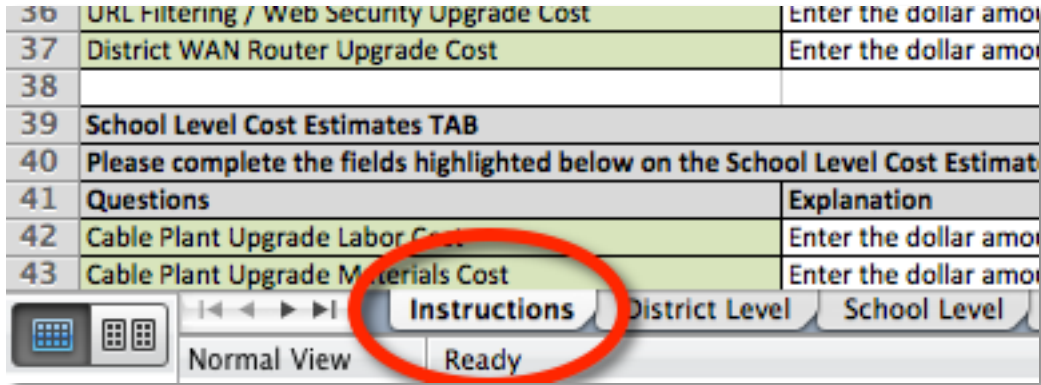 36 URL Filtering / Web Security Upgrade Cost Enter the dollar amo
37 District WAN Router Upgrade Cost Enter the dollar amo
38
39 School Level Cost Estimates TAB
40 Please complete the fields highlighted below on the School Level Cost Estimat
41 Questions Explanation
42 Cable Plant Upgrade Labor Cost Enter the dollar amo
43 Cable Plant Upgrade Materials Cost Enter the dollar amo
Instructions District Level School Level
Normal View Ready